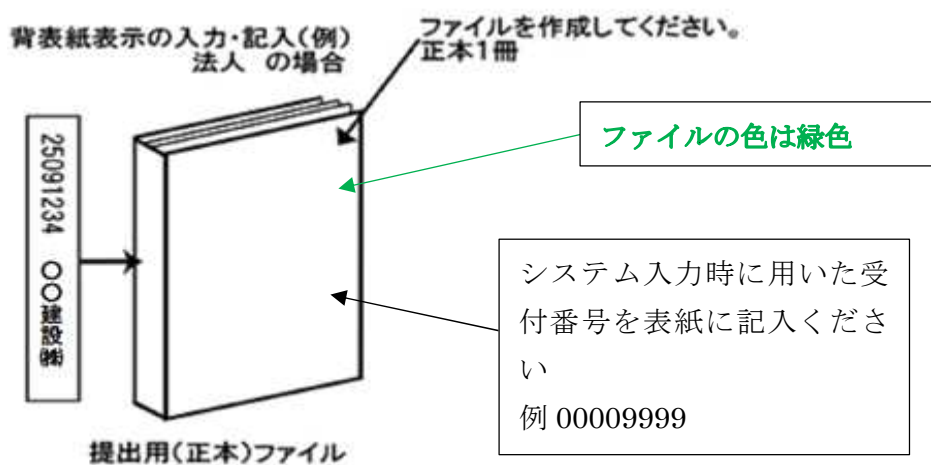 背表紙表示の入力・記入(例)
法人 の場合
ファイルを作成してください。
正本1冊
ファイルの色は緑色
25091234 〇〇建設㈱
システム入力時に用いた受
付番号を表紙に記入くださ
い
例 00009999
提出用(正本)ファイル